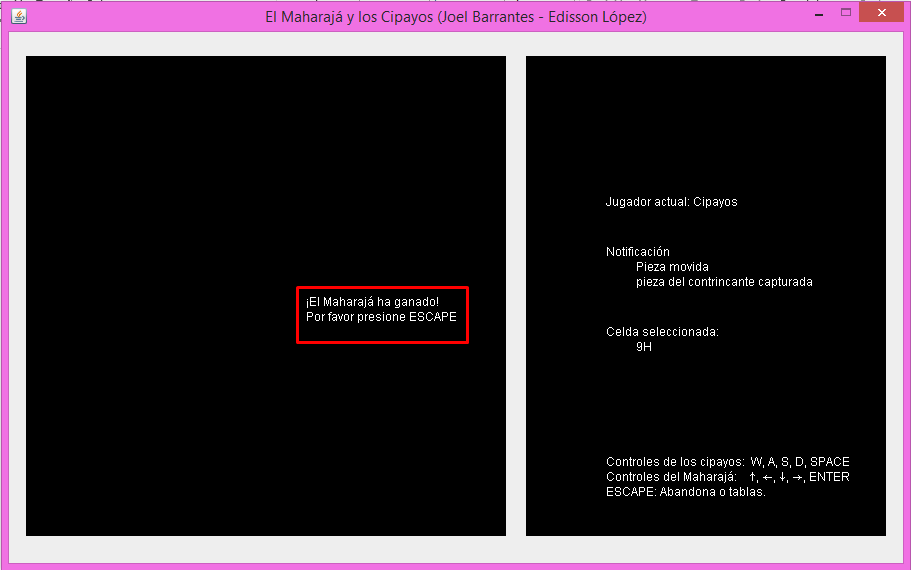 El Maharajá y los Cipayos (Joel Barrantes - Edisson López)
¡El Maharajá ha ganado!
Por favor presione ESCAPE
Jugador actual: Cipayos
Notificación
Pieza movida
pieza del contrincante capturada
Celda seleccionada:
9H
Controles de los cipayos: W, A, S, D, SPACE
Controles del Maharajá: ↑, ←, ↓, →, ENTER
ESCAPE: Abandona o tablas.